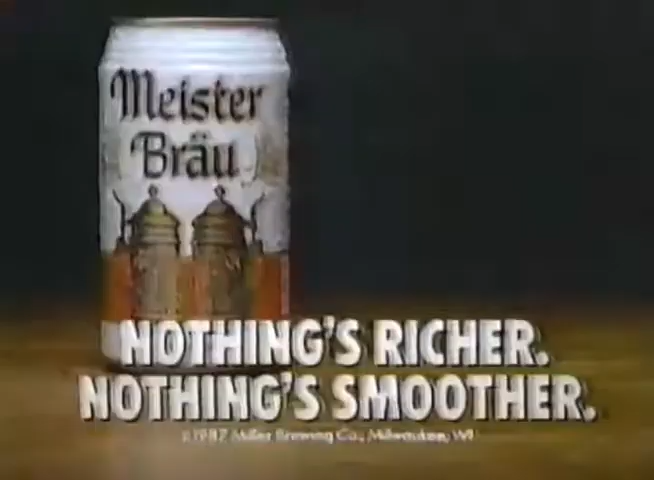 Meister
Bräu
NOTHING'S RICHER.
NOTHING'S SMOOTHER.
©1987 Miller Brewing Co., Milwaukee, WI